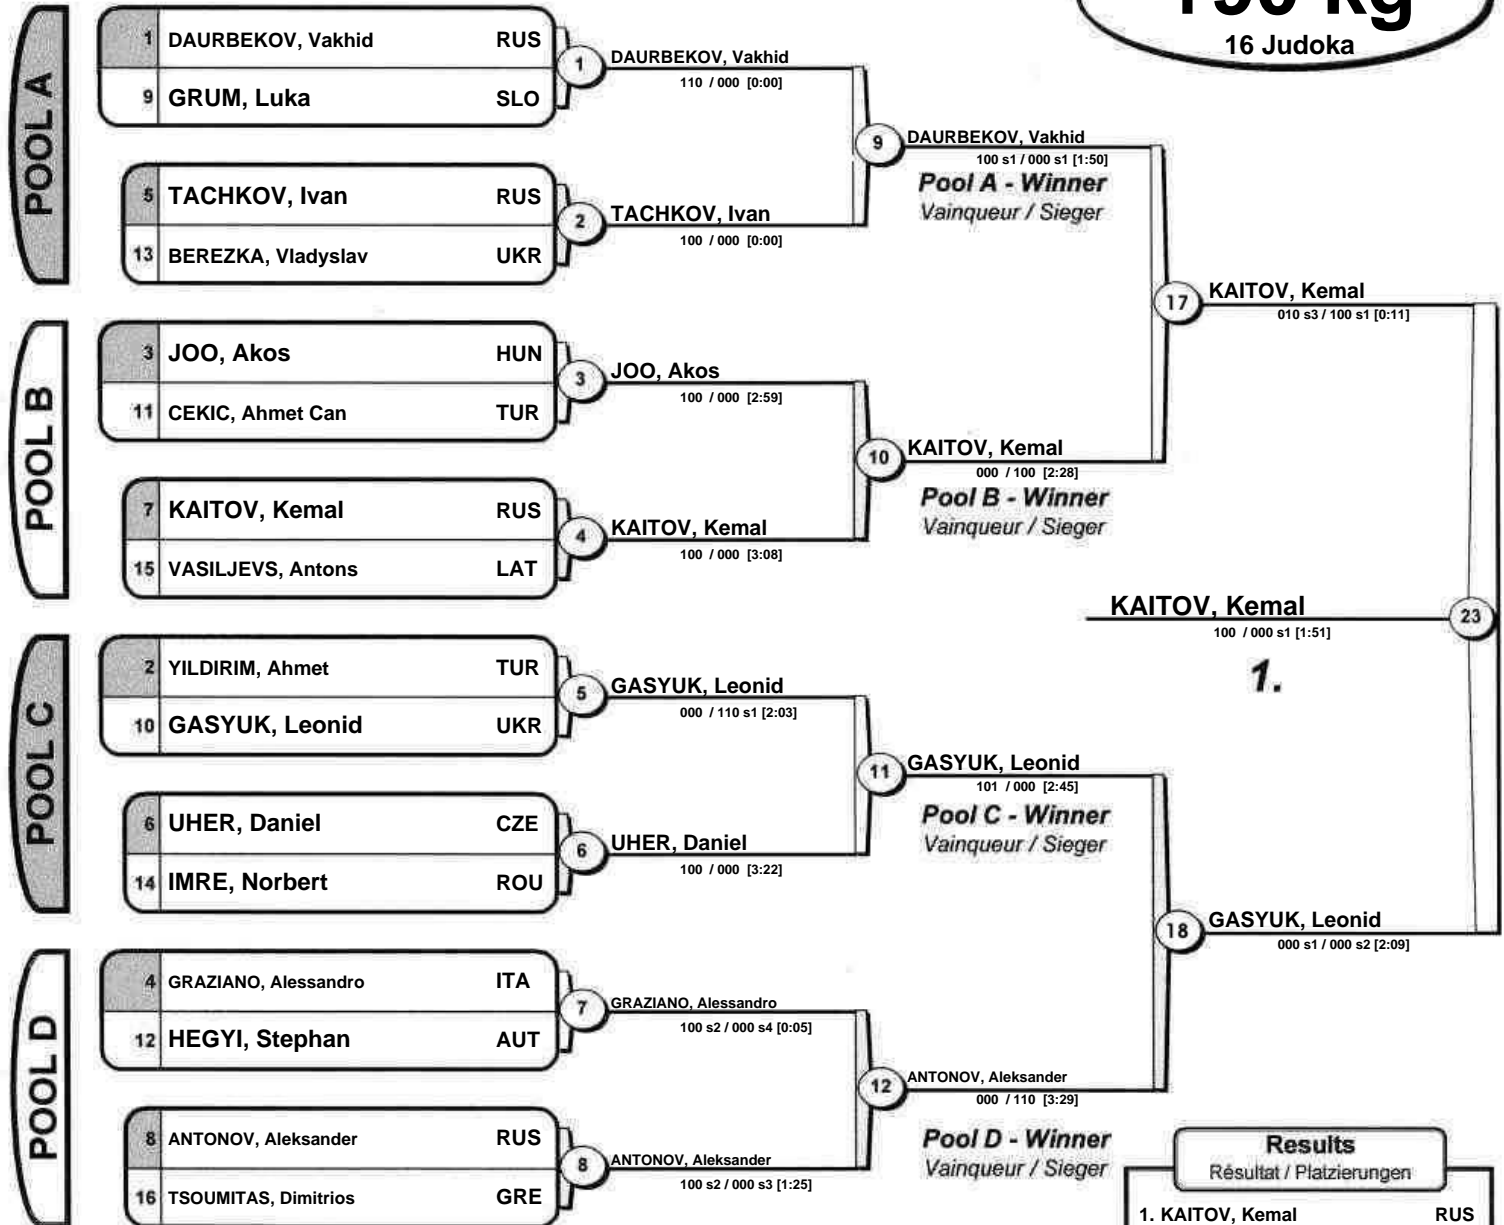 T90 kg
16 Judoka
POOL A
1 DAURBEKOV, Vakhid RUS
9 GRUM, Luka SLO
5 TACHKOV, Ivan RUS
13 BEREZKA, Vladyslav UKR
1
DAURBEKOV, Vakhid
110 / 000 [0:00]
2
TACHKOV, Ivan
100 / 000 [0:00]
9
DAURBEKOV, Vakhid
100 s1 / 000 s1 [1:50]
Pool A - Winner
Vainqueur / Sieger
POOL B
3 JOO, Akos HUN
11 CEKIC, Ahmet Can TUR
7 KAITOV, Kemal RUS
15 VASILJEVS, Antons LAT
3
JOO, Akos
100 / 000 [2:59]
4
KAITOV, Kemal
100 / 000 [3:08]
10
KAITOV, Kemal
000 / 100 [2:28]
Pool B - Winner
Vainqueur / Sieger
17
KAITOV, Kemal
010 s3 / 100 s1 [0:11]
KAITOV, Kemal
23
100 / 000 s1 [1:51]
1.
POOL C
2 YILDIRIM, Ahmet TUR
10 GASYUK, Leonid UKR
6 UHER, Daniel CZE
14 IMRE, Norbert ROU
5
GASYUK, Leonid
000 / 110 s1 [2:03]
6
UHER, Daniel
100 / 000 [3:22]
11
GASYUK, Leonid
101 / 000 [2:45]
Pool C - Winner
Vainqueur / Sieger
18
GASYUK, Leonid
000 s1 / 000 s2 [2:09]
POOL D
4 GRAZIANO, Alessandro ITA
12 HEGYI, Stephan AUT
8 ANTONOV, Aleksander RUS
16 TSOUMITAS, Dimitrios GRE
7
GRAZIANO, Alessandro
100 s2 / 000 s4 [0:05]
8
ANTONOV, Aleksander
100 s2 / 000 s3 [1:25]
12
ANTONOV, Aleksander
000 / 110 [3:29]
Pool D - Winner
Vainqueur / Sieger
Results
Résultat / Platzierungen
1. KAITOV, Kemal RUS